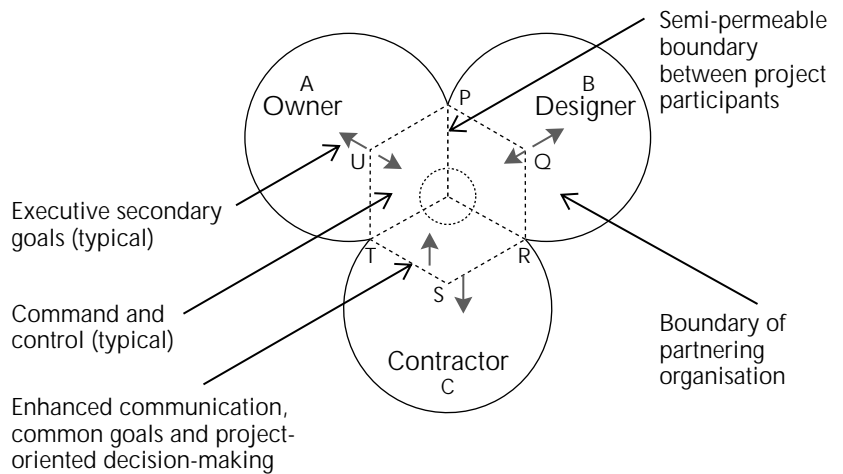 Semi-permeable
boundary
between project
participants
A
Owner
B
Designer
P
U
Q
Executive secondary
goals (typical)
T
R
S
Command and
control (typical)
Boundary of
partnering
organisation
Contractor
C
Enhanced communication,
common goals and project-
oriented decision-making